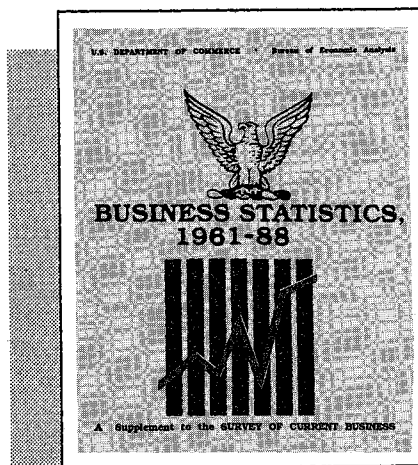 U.S. DEPARTMENT OF COMMERCE * Bureau of Economic Analysis
BUSINESS STATISTICS,
1961-88
A Supplement to the SURVEY OF CURRENT BUSINESS